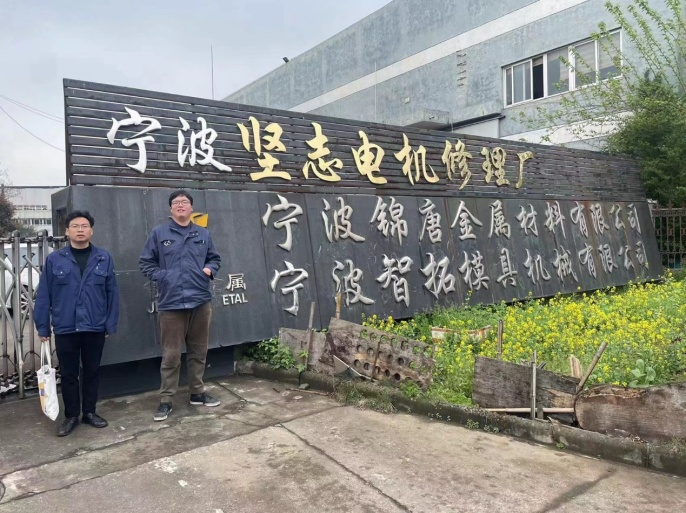 宁波坚志电机修理厂
宁波锦唐金属材料有限公司
宁波智拓模具机械有限公司
属
ETAL